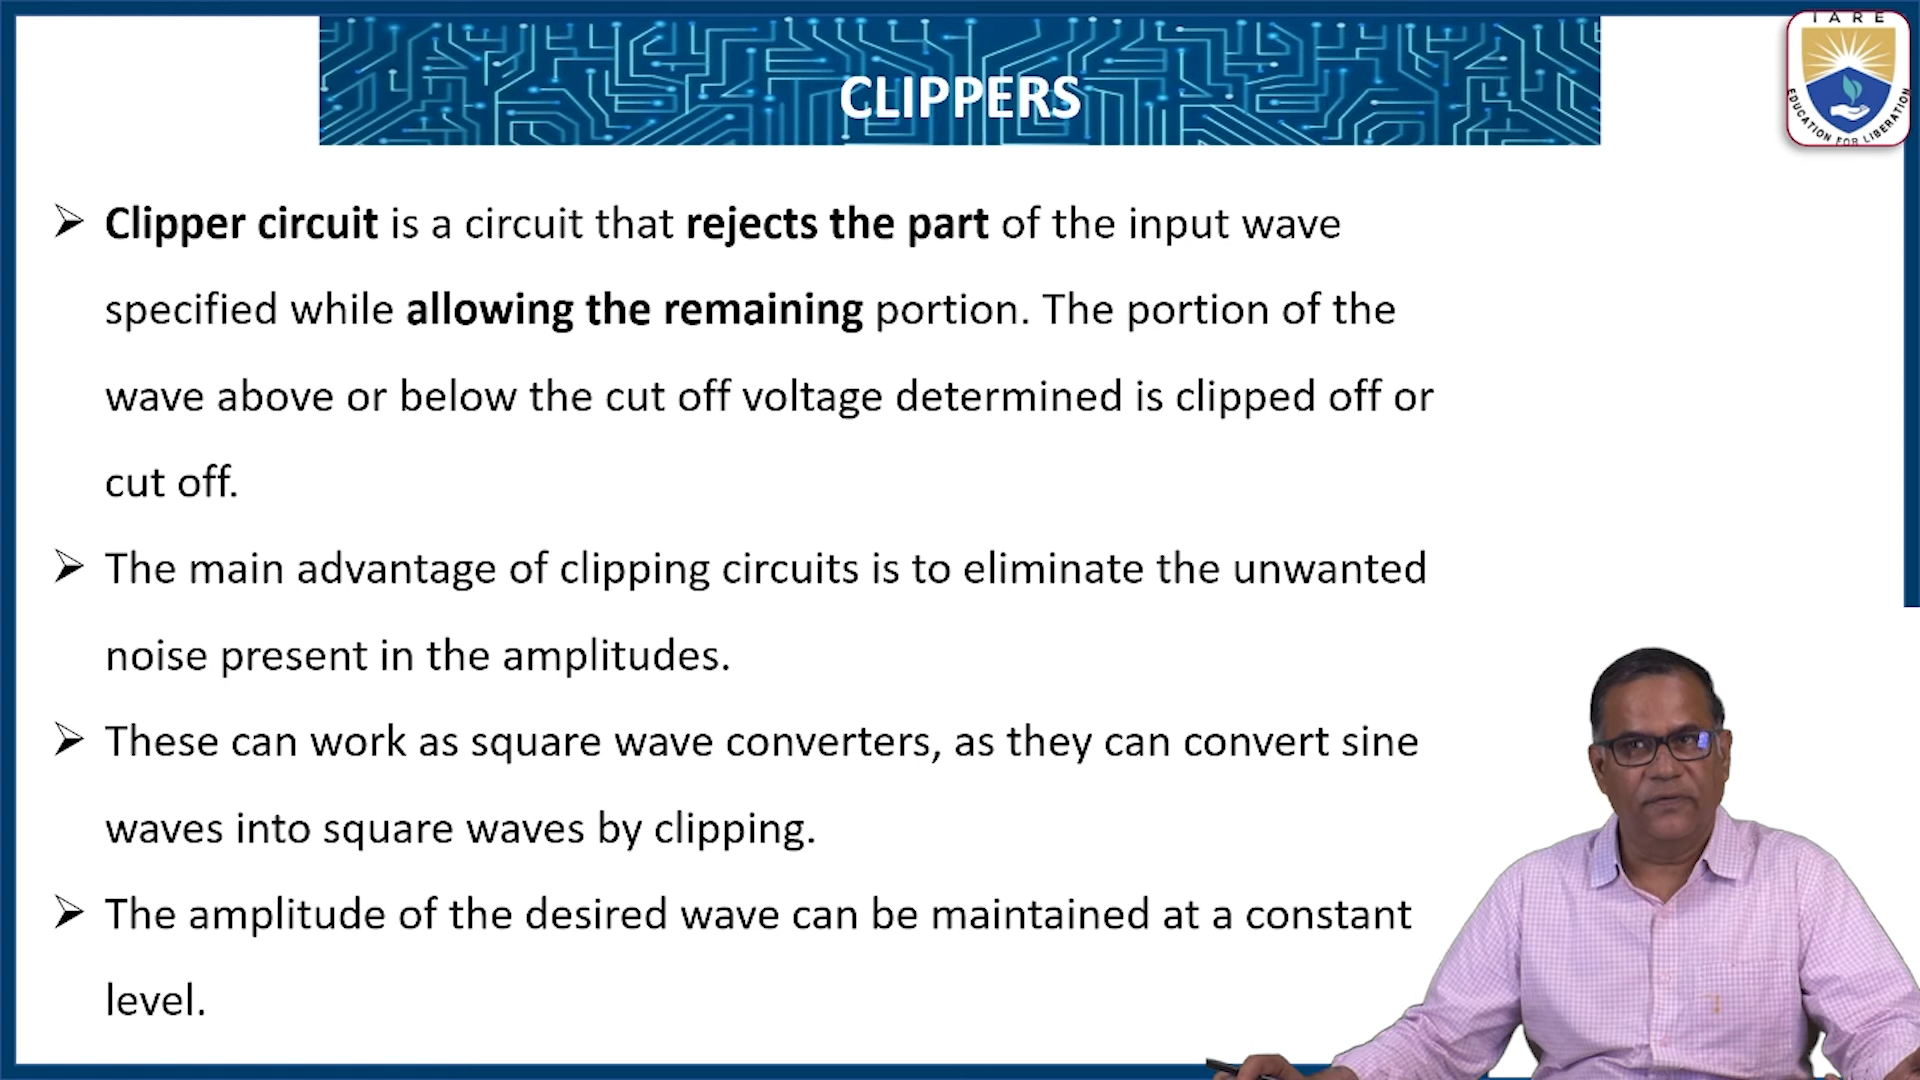 CLIPPERS
IARE
EDUCATION FOR LIBERATION
➢ Clipper circuit is a circuit that rejects the part of the input wave
specified while allowing the remaining portion. The portion of the
wave above or below the cut off voltage determined is clipped off or
cut off.
➢ The main advantage of clipping circuits is to eliminate the unwanted
noise present in the amplitudes.
➢ These can work as square wave converters, as they can convert sine
waves into square waves by clipping.
➢ The amplitude of the desired wave can be maintained at a constant
level.